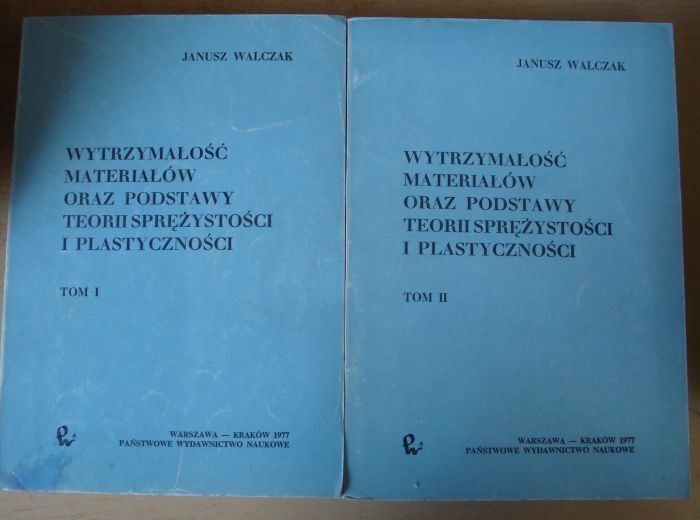 JANUSZ WALCZAK
WYTRZYMAŁOŚĆ
MATERIAŁÓW
ORAZ PODSTAWY
TEORII SPRĘŻYSTOŚCI
I PLASTYCZNOŚCI
TOM I
WARSZAWA — KRAKÓW 1977
PAŃSTWOWE WYDAWNICTWO NAUKOWE
JANUSZ WALCZAK
WYTRZYMAŁOŚĆ
MATERIAŁÓW
ORAZ PODSTAWY
TEORII SPRĘŻYSTOŚCI
I PLASTYCZNOŚCI
TOM II
WARSZAWA — KRAKÓW 1977
PAŃSTWOWE WYDAWNICTWO NAUKOWE